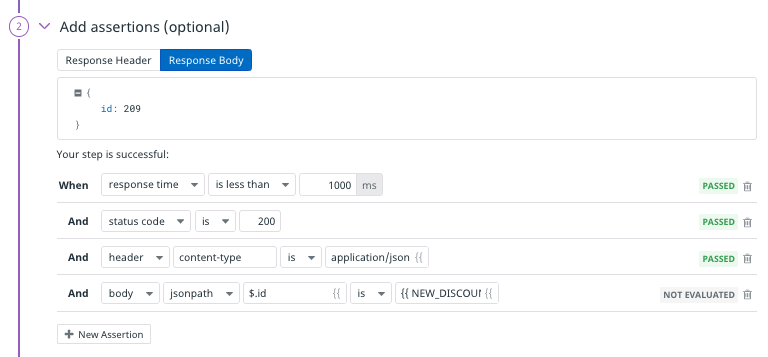 2 Add assertions (optional)
Response Header Response Body
{
id: 209
}
Your step is successful:
When response time is less than 1000 ms PASSED
And status code is 200 PASSED
And header content-type is application/json {{ PASSED
And body jsonpath $.id {{ is {{ NEW_DISCOUN {{ NOT EVALUATED
+ New Assertion